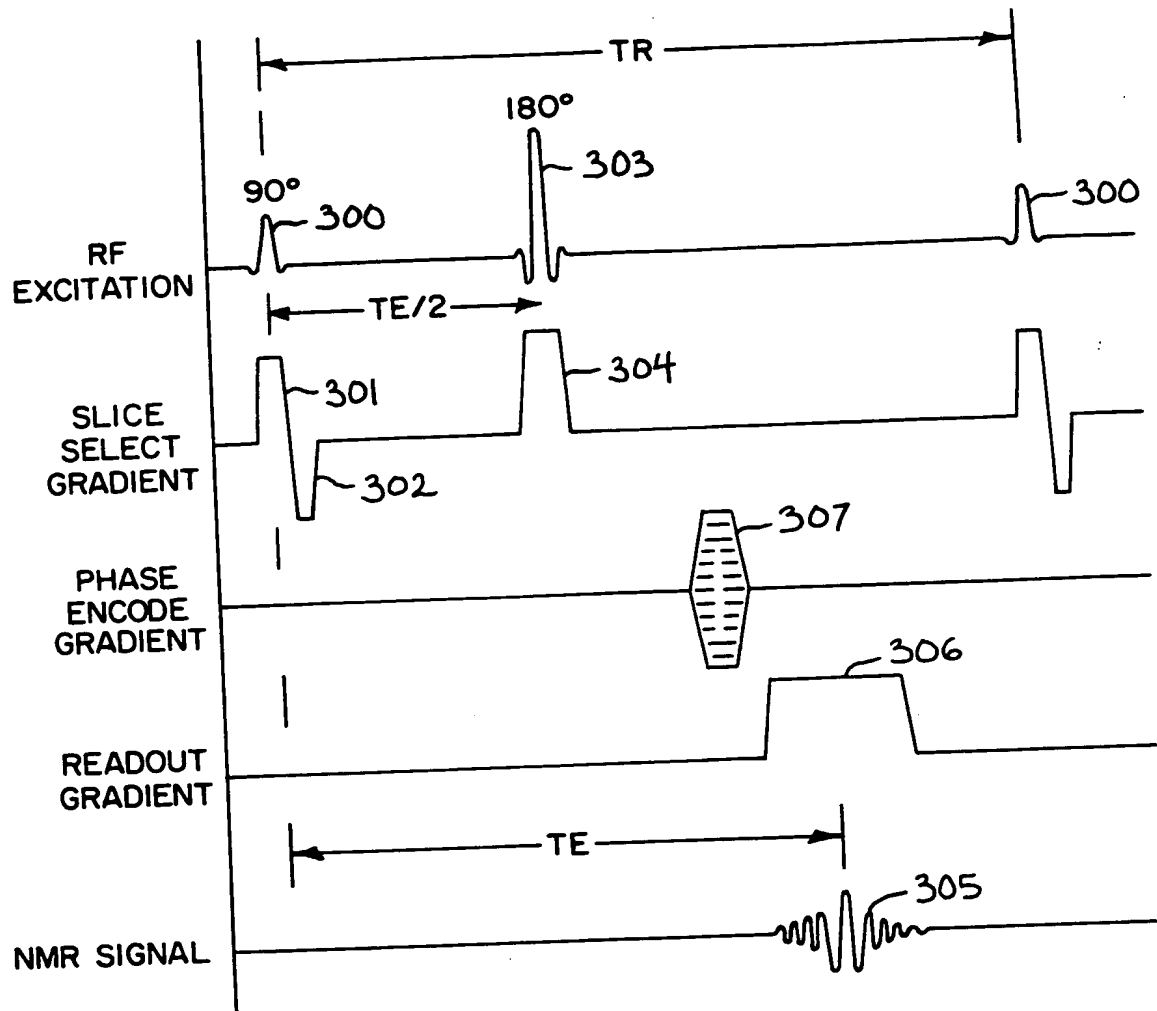 TR
180°
303
90°
300
300
RF
EXCITATION
TE/2
301
304
SLICE
SELECT
GRADIENT
302
307
PHASE
ENCODE
GRADIENT
306
READOUT
GRADIENT
TE
305
NMR SIGNAL